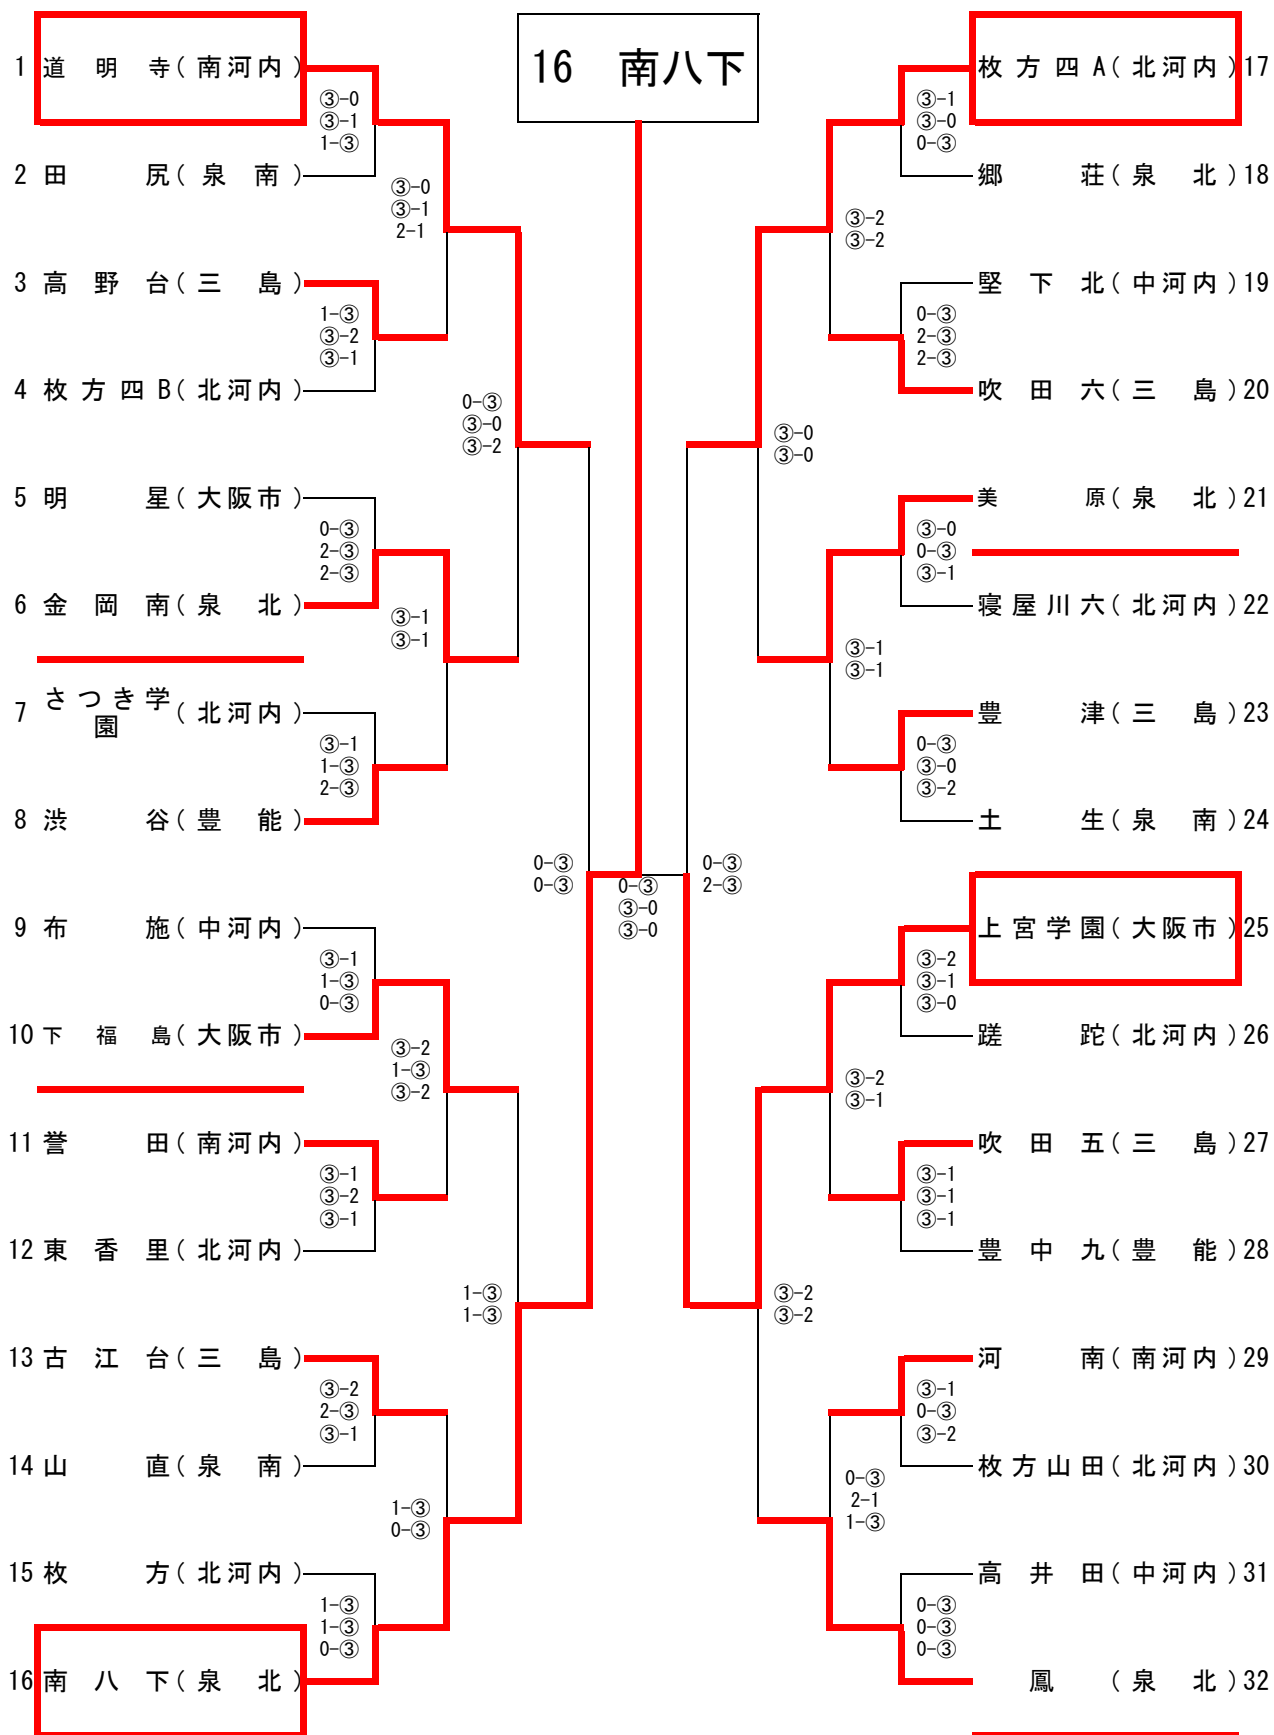 16 南八下
1 道明寺(南河内)
③-0
③-1
1-③
2 田尻(泉南)
③-0
③-1
2-1
3 高野台(三島)
1-③
③-2
③-1
4 枚方四B(北河内)
0-③
③-0
③-2
5 明星(大阪市)
0-③
2-③
2-③
6 金岡南(泉北)
③-1
③-1
7 さつき学園(北河内)
③-1
1-③
2-③
8 渋谷(豊能)
0-③
0-③
9 布施(中河内)
③-1
1-③
0-③
10 下福島(大阪市)
③-2
1-③
③-2
11 誉田(南河内)
③-1
③-2
③-1
12 東香里(北河内)
1-③
1-③
13 古江台(三島)
③-2
2-③
③-1
14 山直(泉南)
1-③
0-③
15 枚方(北河内)
1-③
1-③
0-③
16 南八下(泉北)
0-③
③-0
③-0
枚方四A(北河内)17
③-1
③-0
0-③
郷荘(泉北)18
③-2
③-2
堅下北(中河内)19
0-③
2-③
2-③
吹田六(三島)20
③-0
③-0
美原(泉北)21
③-0
0-③
③-1
寝屋川六(北河内)22
③-1
③-1
豊津(三島)23
0-③
③-0
③-2
土生(泉南)24
0-③
2-③
上宮学園(大阪市)25
③-2
③-1
③-0
蹉跎(北河内)26
③-2
③-1
吹田五(三島)27
③-1
③-1
③-1
豊中九(豊能)28
③-2
③-2
河南(南河内)29
③-1
0-③
③-2
枚方山田(北河内)30
0-③
2-1
1-③
高井田(中河内)31
0-③
0-③
0-③
鳳(泉北)32